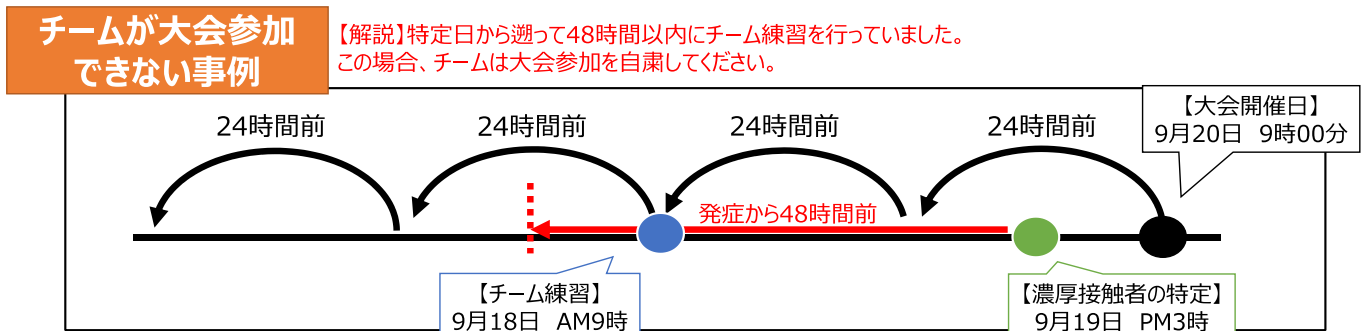 チームが大会参加
できない事例
【解説】特定日から遡って48時間以内にチーム練習を行っていました。
この場合、チームは大会参加を自粛してください。
【大会開催日】
9月20日 9時00分
24時間前
24時間前
24時間前
24時間前
発症から48時間前
【チーム練習】
9月18日 AM9時
【濃厚接触者の特定】
9月19日 PM3時